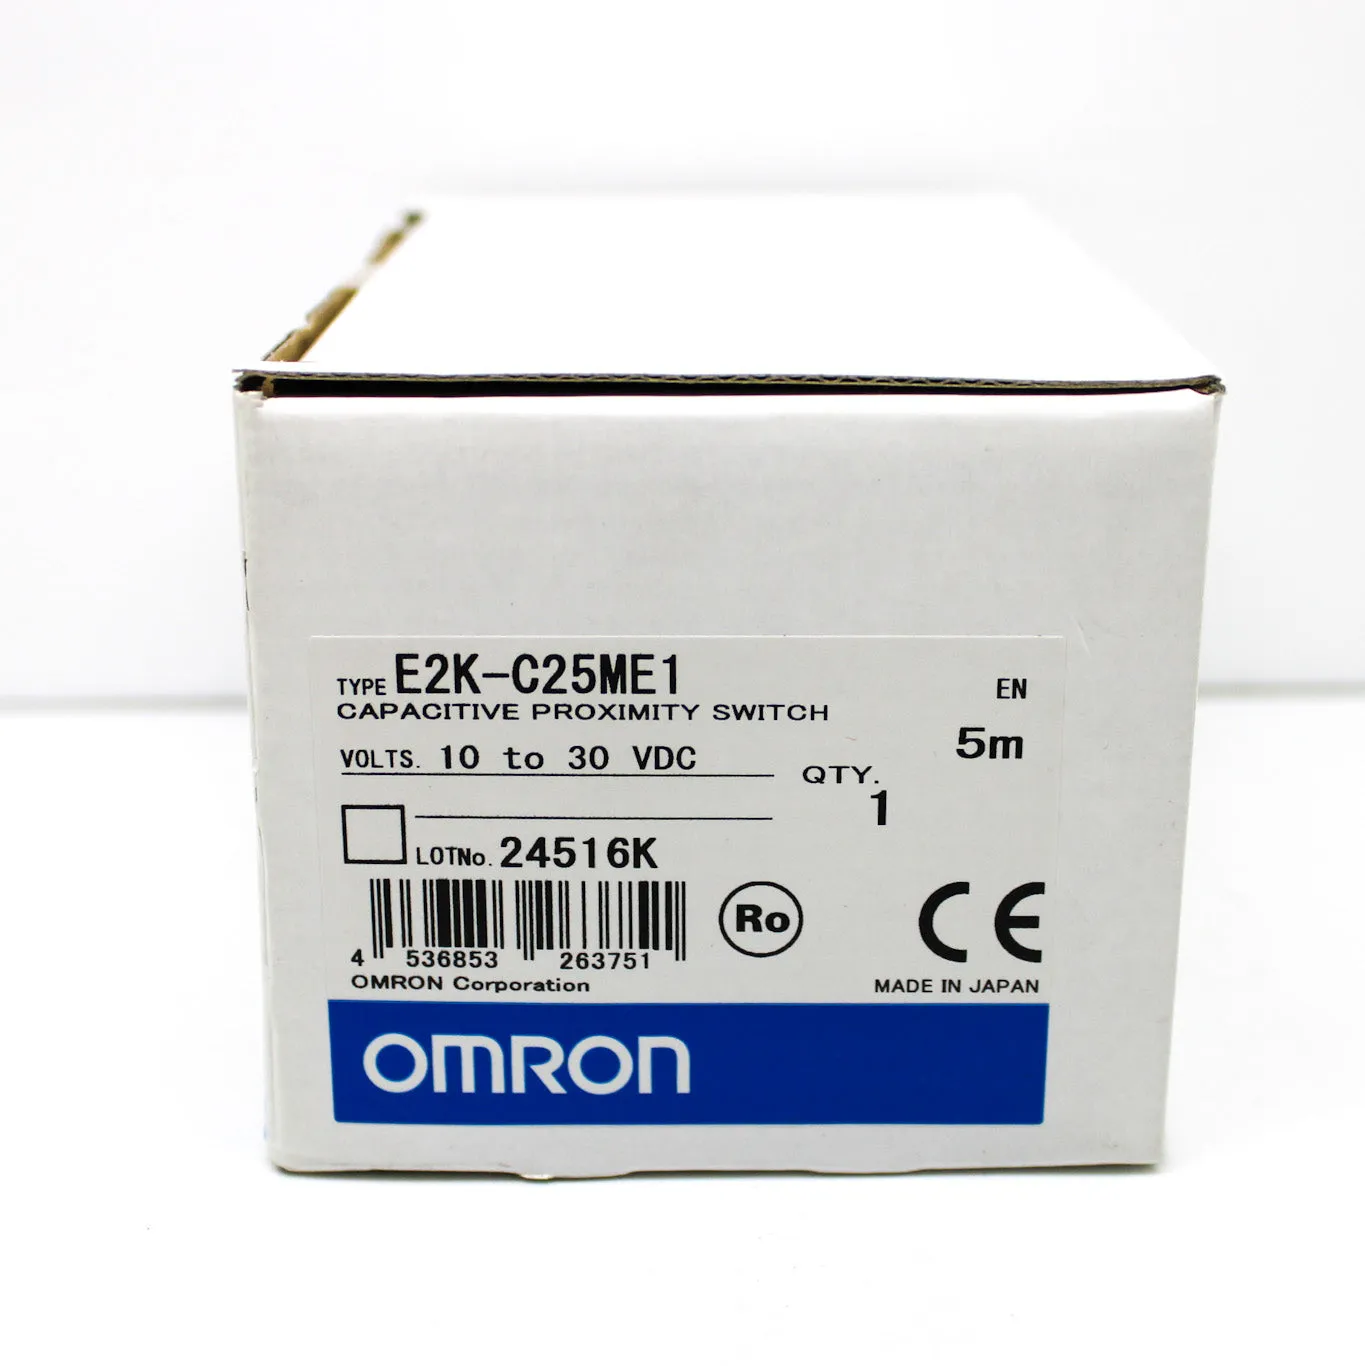 TYPE E2K-C25ME1 EN
CAPACITIVE PROXIMITY SWITCH
5m
VOLTS. 10 to 30 VDC
QTY. 1
LOTNo. 24516K
Ro
CE
4 536853 263751
OMRON Corporation
MADE IN JAPAN
OMRON